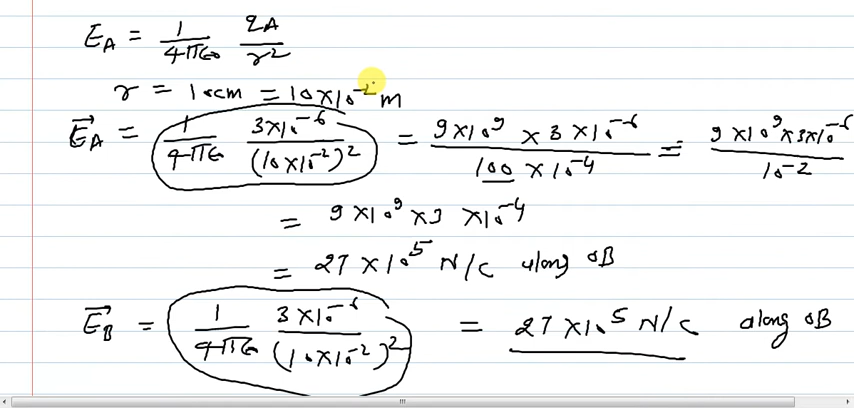 E_A = 1/4πε₀ q_A/r²
r = 10cm = 10×10⁻² m
E⃗_A = 1/4πε₀ 3×10⁻⁶/(10×10⁻²)² = 9×10⁹ × 3×10⁻⁶/100×10⁻⁴ = 9×10⁹×3×10⁻⁶/10⁻²
= 9×10⁹×3×10⁻⁴
= 27×10⁵ N/C along OB
E⃗_B = 1/4πε₀ 3×10⁻⁶/(10×10⁻²)² = 27×10⁵ N/C along OB